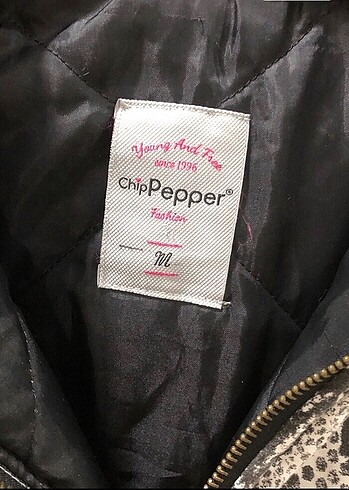 Young And Free
since 1996
ChipPepper®
Fashion
M